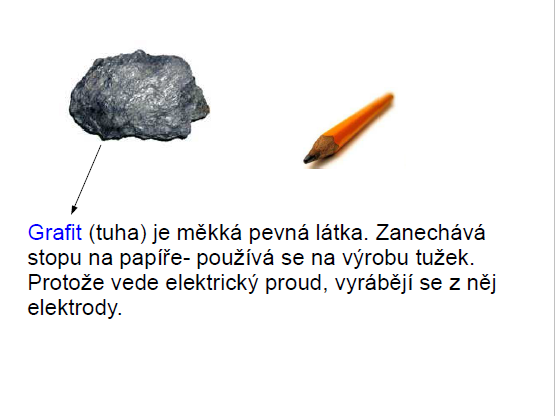 Grafit (tuha) je měkká pevná látka. Zanechává
stopu na papíře- používá se na výrobu tužek.
Protože vede elektrický proud, vyrábějí se z něj
elektrody.